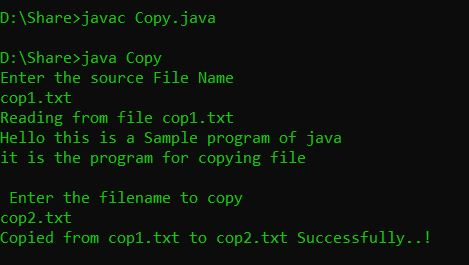 D:\Share>javac Copy.java
D:\Share>java Copy
Enter the source File Name
cop1.txt
Reading from file cop1.txt
Hello this is a Sample program of java
it is the program for copying file
Enter the filename to copy
cop2.txt
Copied from cop1.txt to cop2.txt Successfully..!